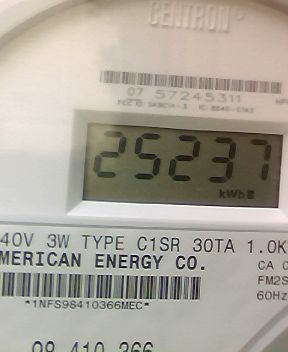 CENTRON
07 57245311
25237
kWh
40V 3W TYPE C1SR 30TA 1.0K
MERICAN ENERGY CO.
CA 0
FM2S
60Hz
*1NFS98410366MEC*
98 410 366